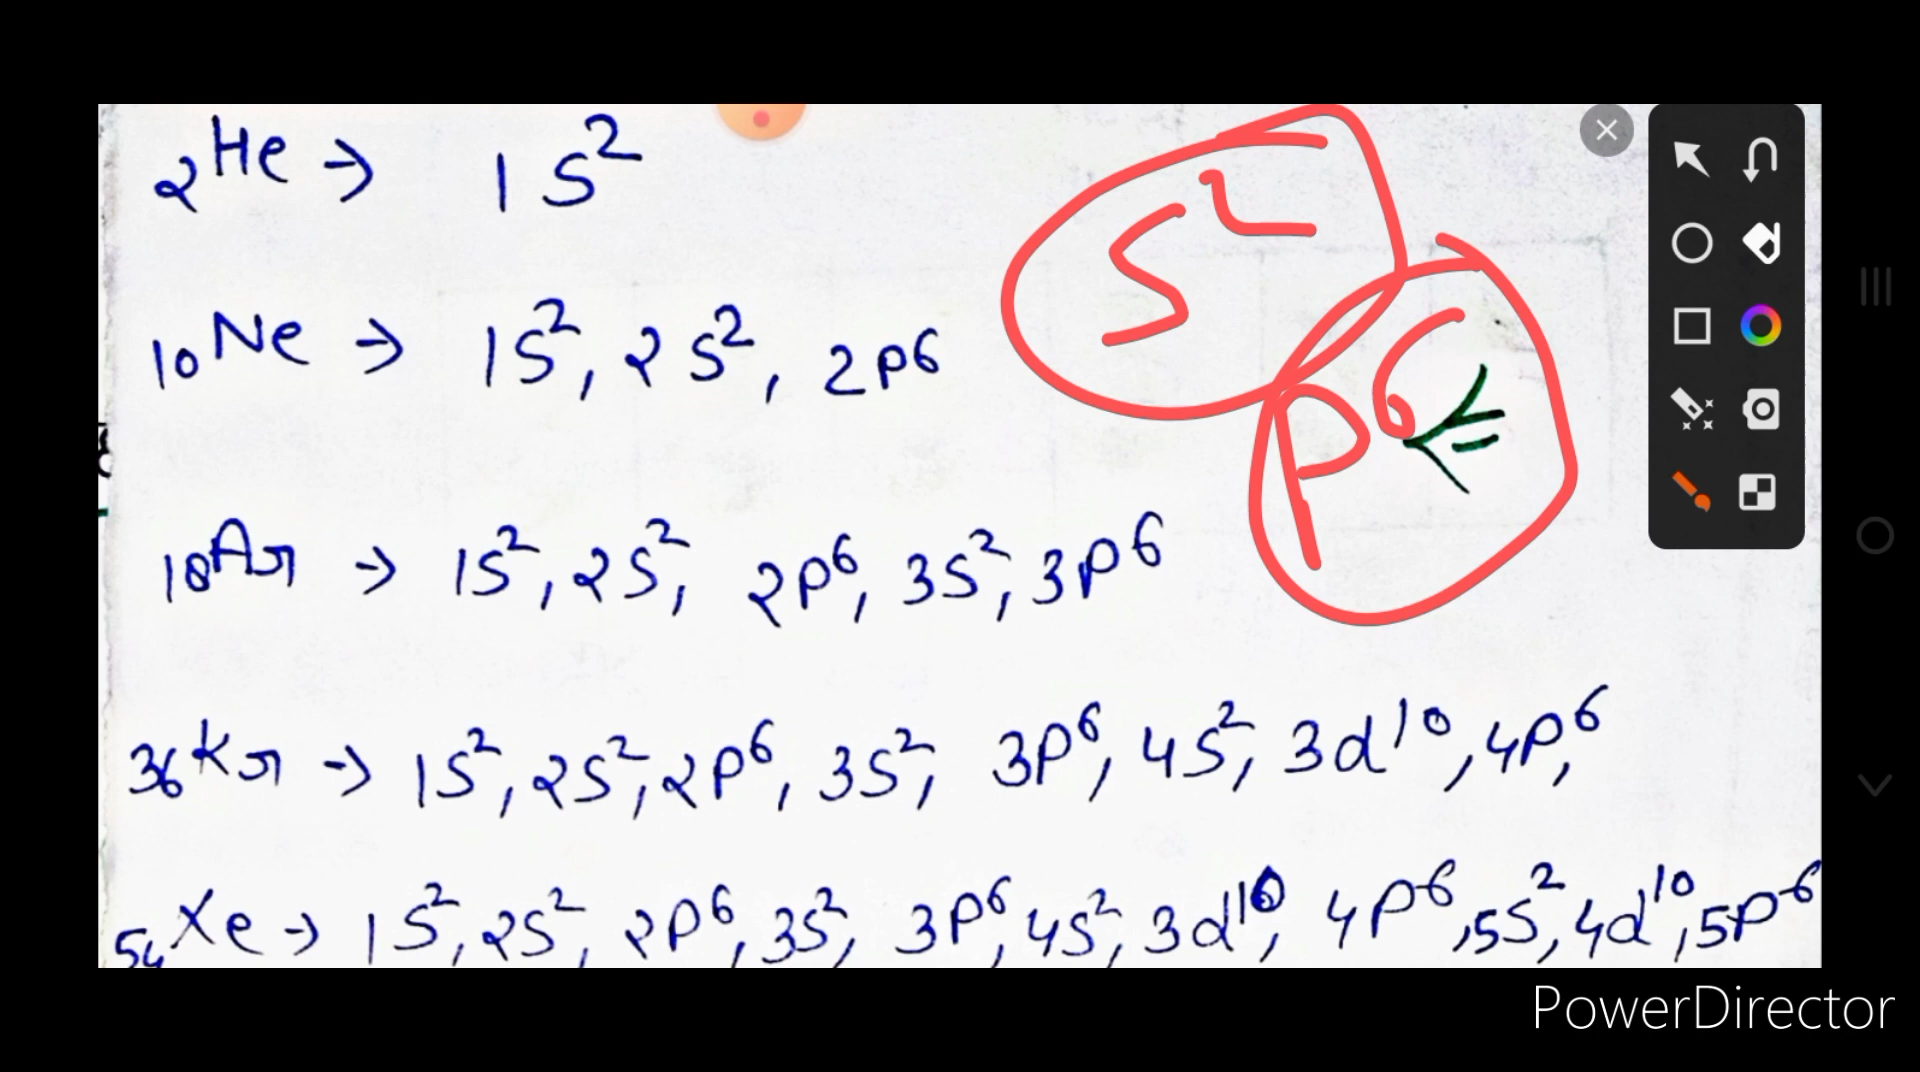 ₂He → 1S²
S²
₁₀Ne → 1S², 2S², 2P6
P6
₁₈Ar → 1S², 2S², 2P⁶, 3S², 3P⁶
₃₆Kr → 1S², 2S², 2P⁶, 3S², 3P⁶, 4S², 3d¹⁰, 4P⁶,
₅₄Xe → 1S², 2S², 2P⁶, 3S², 3P⁶, 4S², 3d¹⁰, 4P⁶, 5S², 4d¹⁰, 5P⁶
PowerDirector